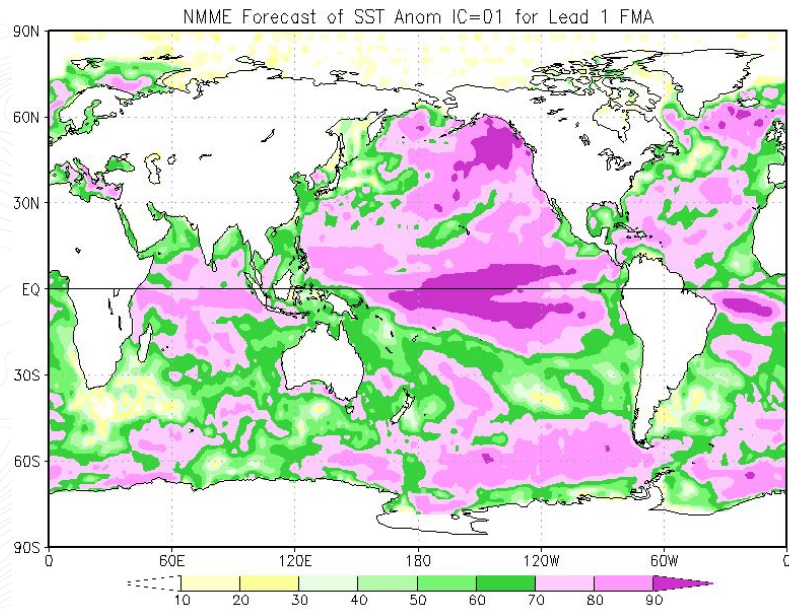 NMME Forecast of SST Anom IC=01 for Lead 1 FMA
90N
60N
30N
EQ
30S
60S
90S
0 60E 120E 180 120W 60W 0
10 20 30 40 50 60 70 80 90